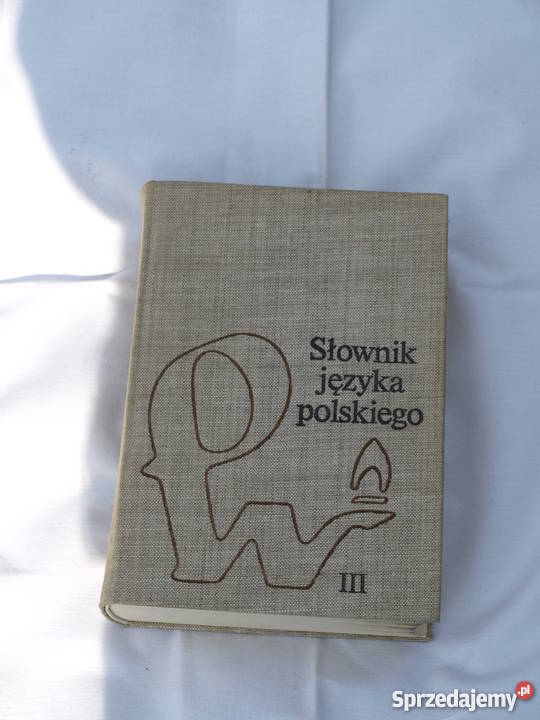 Słownik
języka
polskiego
III
Sprzedajemy.pl